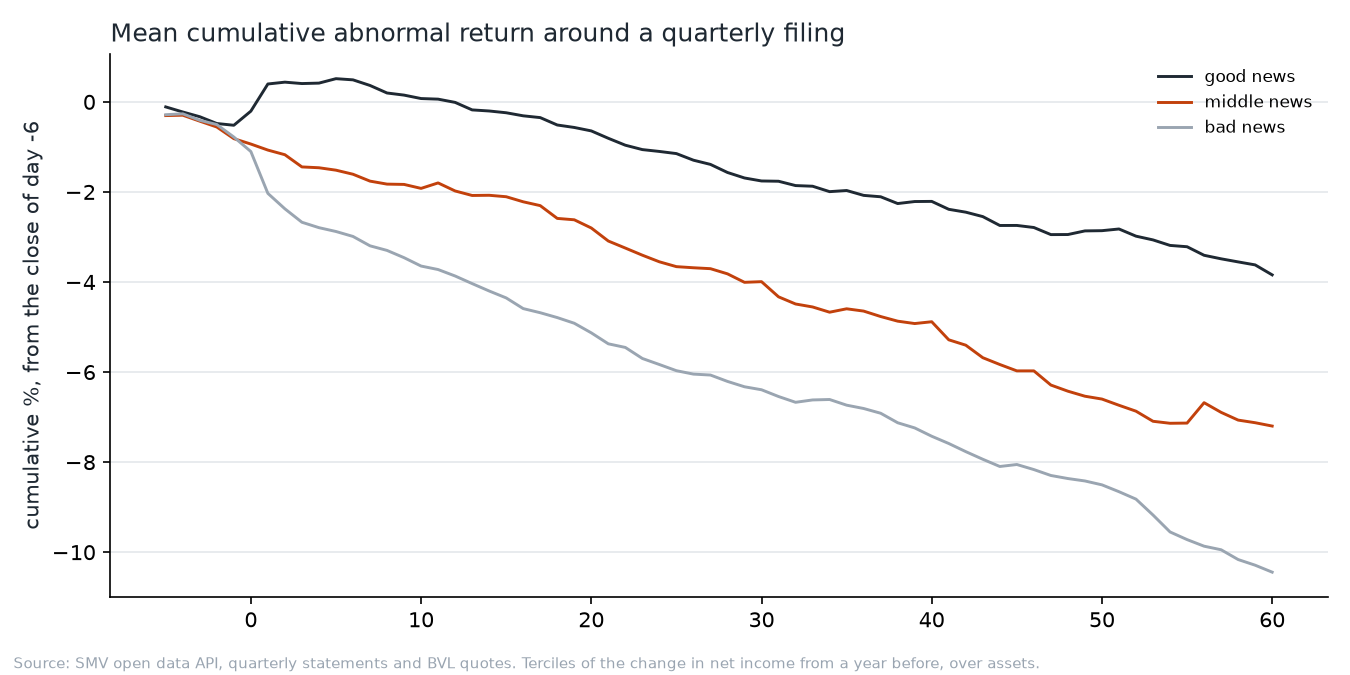 Mean cumulative abnormal return around a quarterly filing
good news
middle news
bad news
cumulative %, from the close of day -6
0
−2
−4
−6
−8
−10
0 10 20 30 40 50 60
Source: SMV open data API, quarterly statements and BVL quotes. Terciles of the change in net income from a year before, over assets.